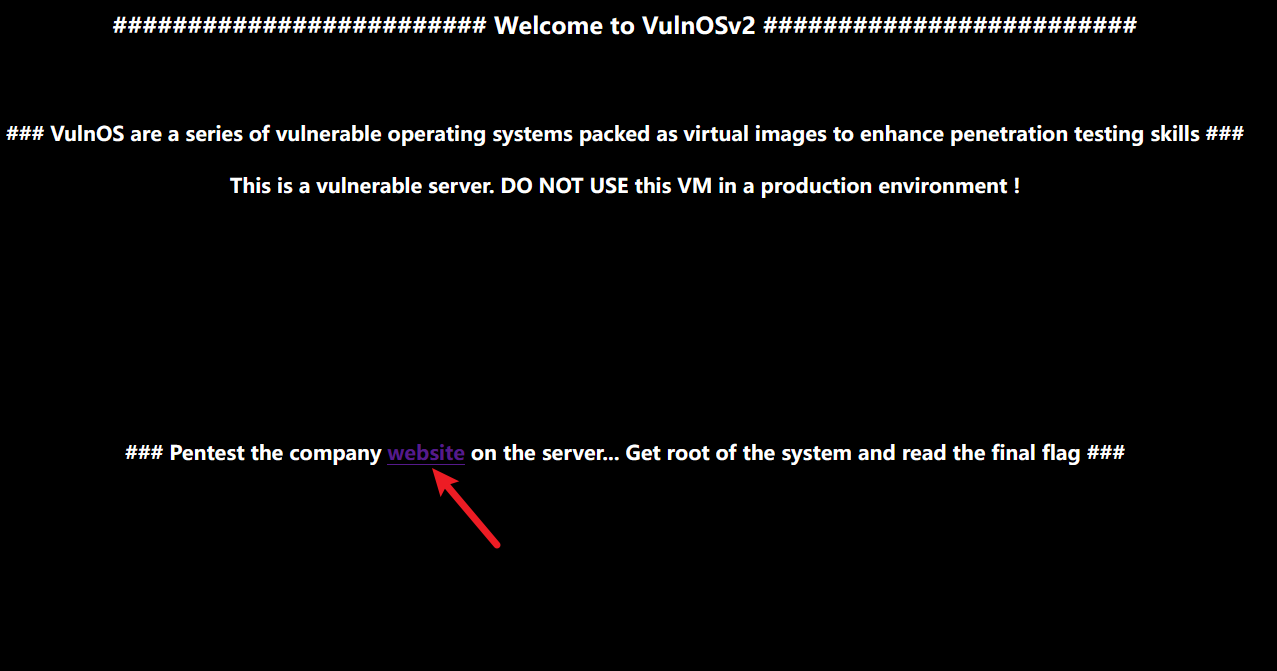 ######################### Welcome to VulnOSv2 #########################
### VulnOS are a series of vulnerable operating systems packed as virtual images to enhance penetration testing skills ###
This is a vulnerable server. DO NOT USE this VM in a production environment !
### Pentest the company website on the server... Get root of the system and read the final flag ###